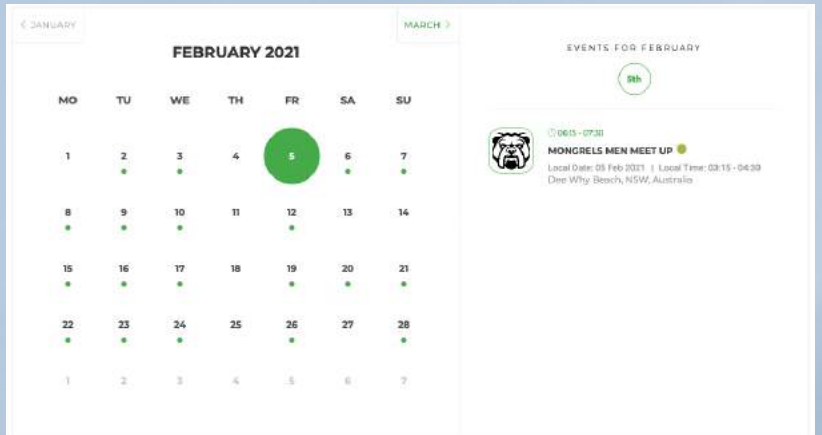 < JANUARY
MARCH >
FEBRUARY 2021
MO TU WE TH FR SA SU
1 2 3 4 5 6 7
8 9 10 11 12 13 14
15 16 17 18 19 20 21
22 23 24 25 26 27 28
1 2 3 4 5 6 7
EVENTS FOR FEBRUARY
5th
06:15 - 07:30
MONGRELS MEN MEET UP
Local Date: 05 Feb 2021 | Local Time: 03:15 - 04:30
Dee Why Beach, NSW, Australia